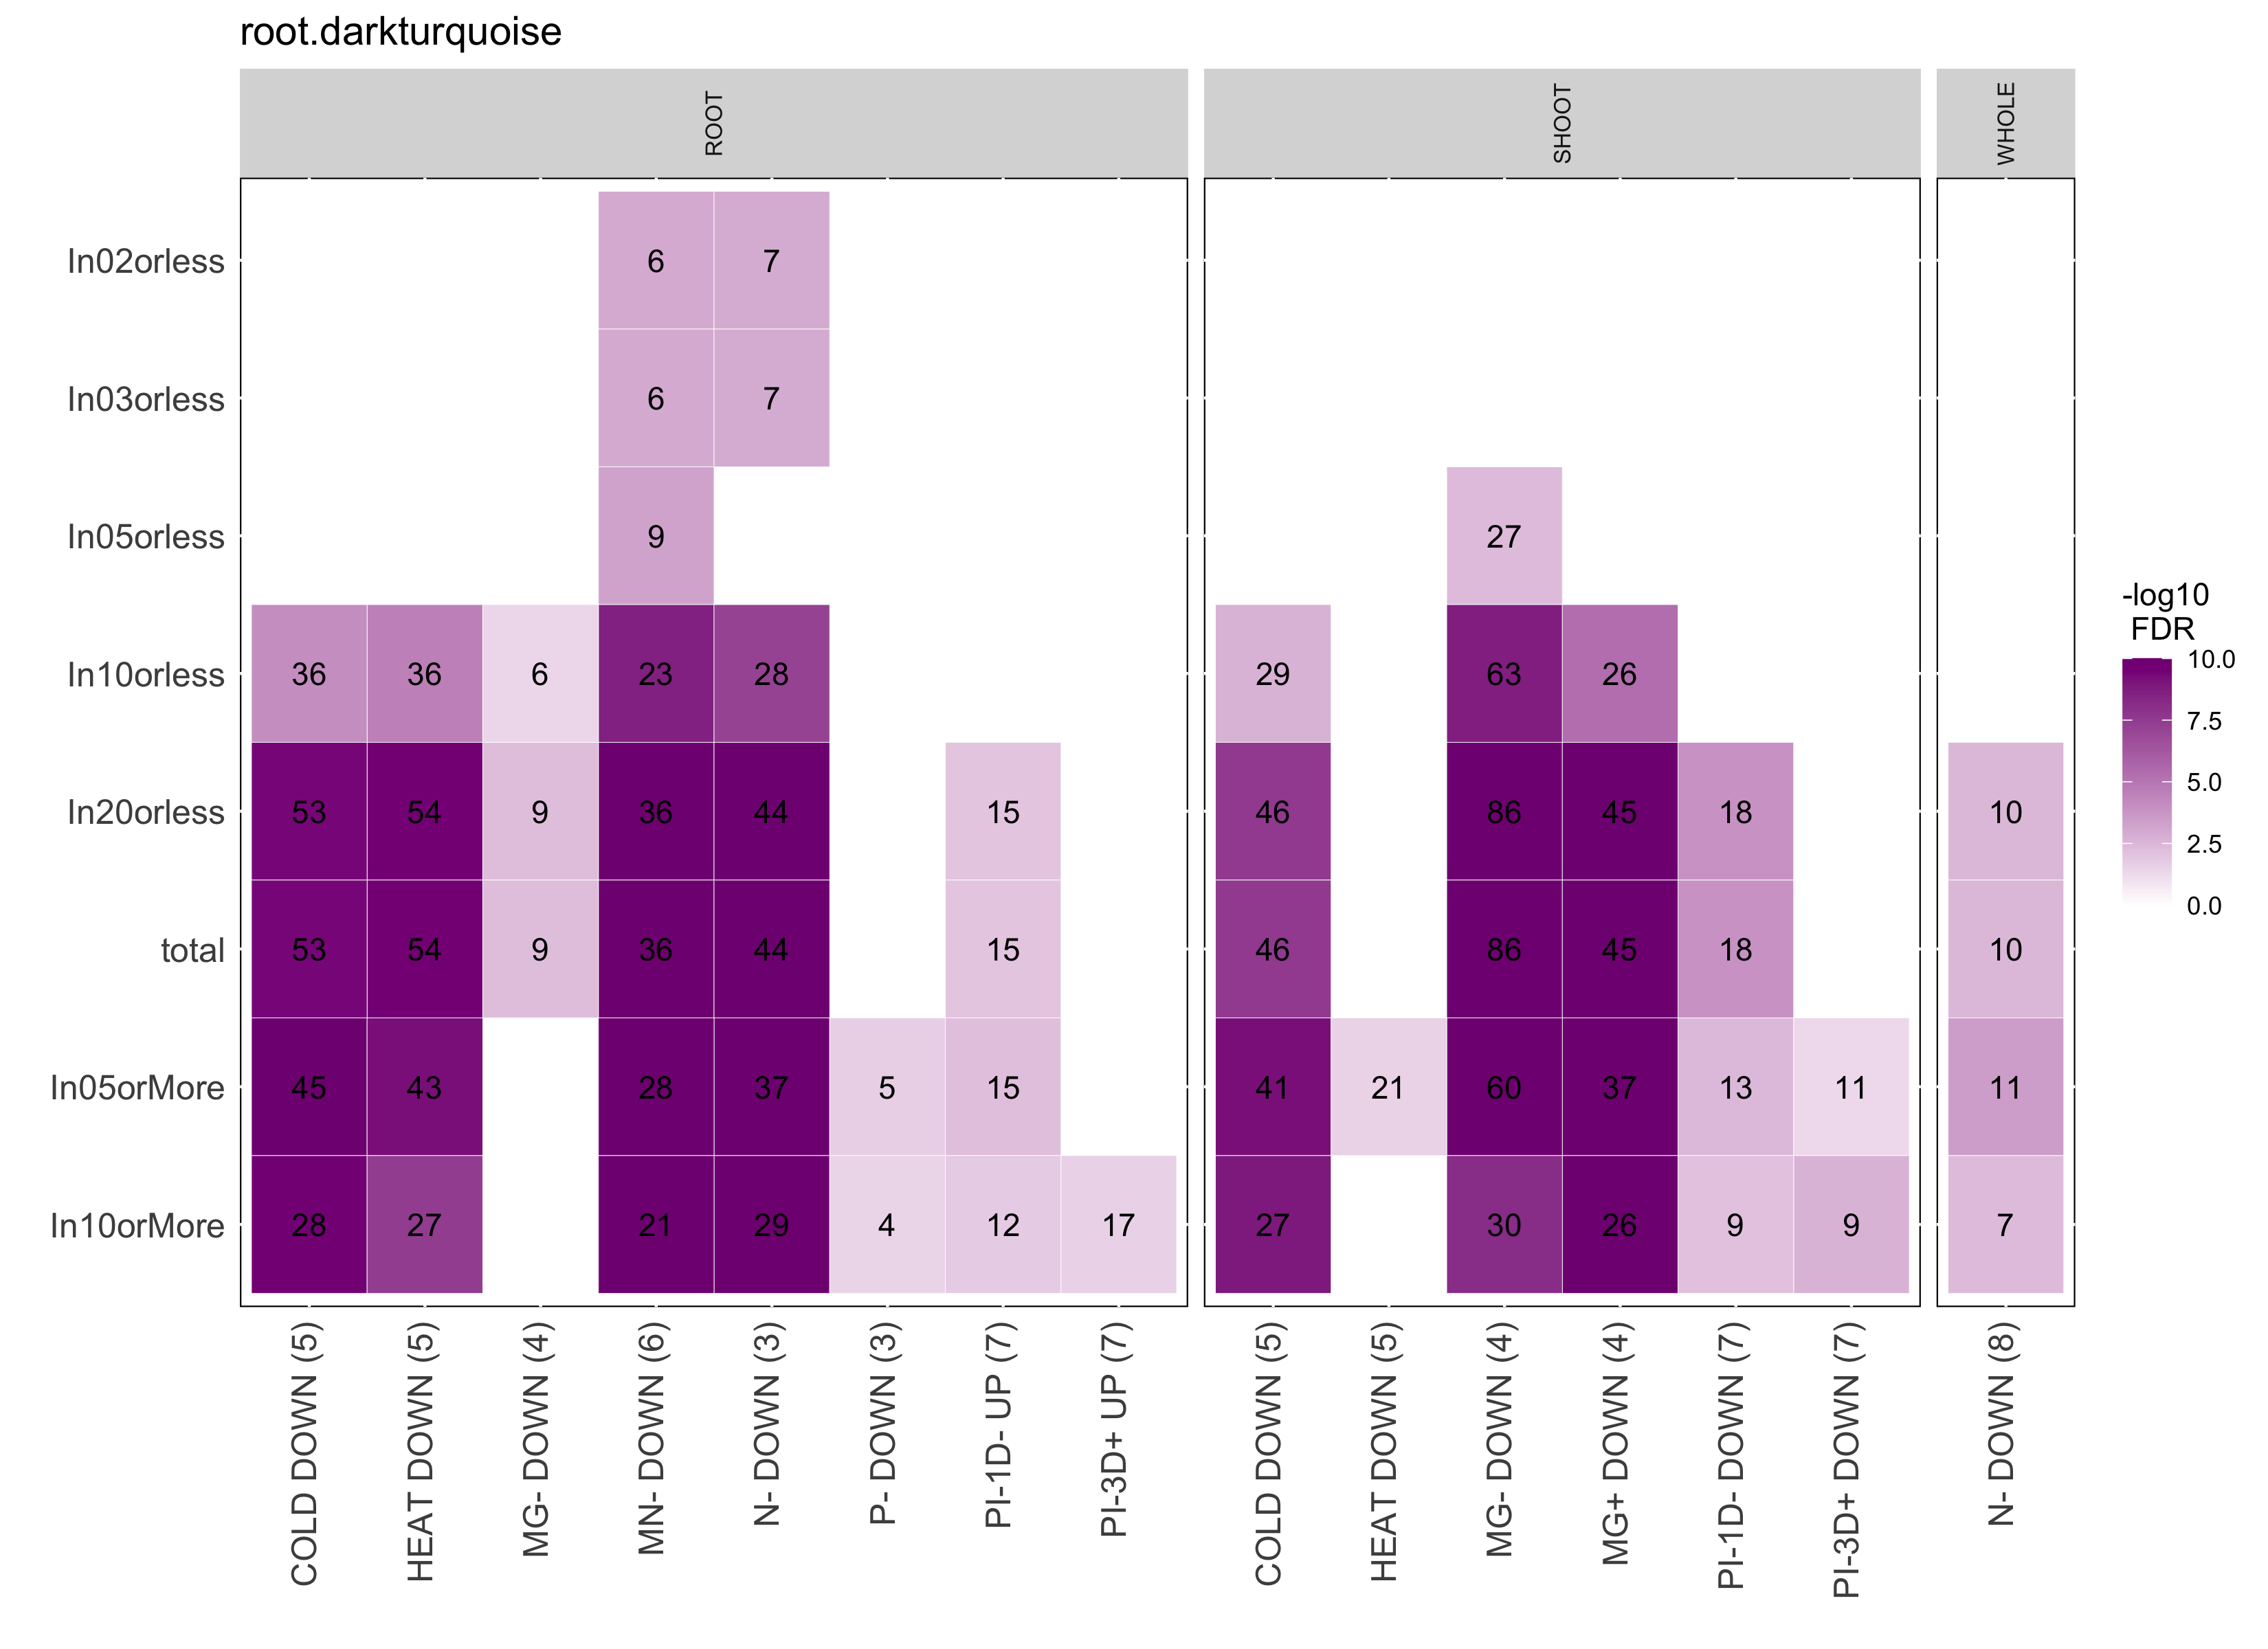 root.darkturquoise
ROOT SHOOT WHOLE
In02orless 6 7
In03orless 6 7
In05orless 9 27
In10orless 36 36 6 23 28 29 63 26
In20orless 53 54 9 36 44 15 46 86 45 18 10
total 53 54 9 36 44 15 46 86 45 18 10
In05orMore 45 43 28 37 5 15 41 21 60 37 13 11 11
In10orMore 28 27 21 29 4 12 17 27 30 26 9 9 7
COLD DOWN (5)
HEAT DOWN (5)
MG- DOWN (4)
MN- DOWN (6)
N- DOWN (3)
P- DOWN (3)
PI-1D- UP (7)
PI-3D+ UP (7)
COLD DOWN (5)
HEAT DOWN (5)
MG- DOWN (4)
MG+ DOWN (4)
PI-1D- DOWN (7)
PI-3D+ DOWN (7)
N- DOWN (8)
-log10
FDR
10.0
7.5
5.0
2.5
0.0